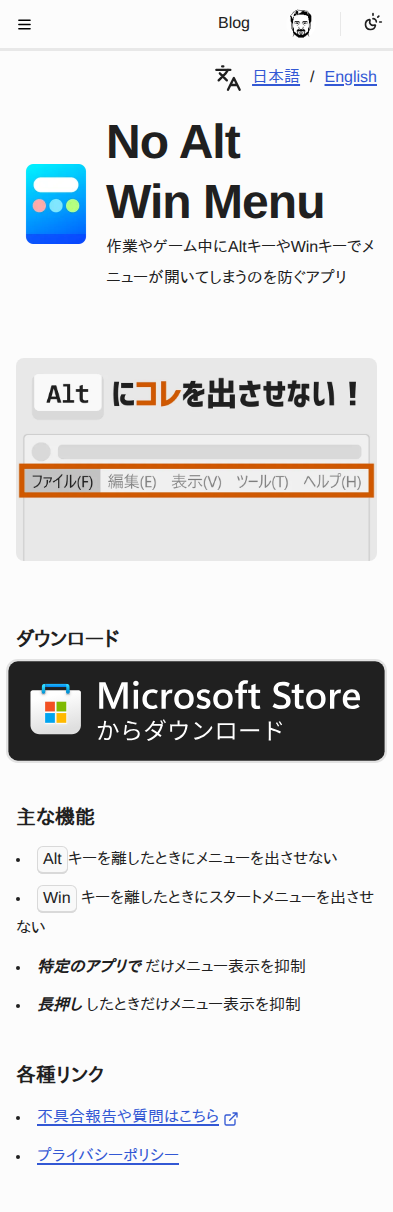 Blog
日本語 / English
No Alt
Win Menu
作業やゲーム中にAltキーやWinキーでメ
ニューが開いてしまうのを防ぐアプリ
Alt にコレを出させない！
ファイル(F) 編集(E) 表示(V) ツール(T) ヘルプ(H)
ダウンロード
Microsoft Store
からダウンロード
主な機能
• Alt キーを離したときにメニューを出させない
• Win キーを離したときにスタートメニューを出させ
ない
• 特定のアプリで だけメニュー表示を抑制
• 長押し したときだけメニュー表示を抑制
各種リンク
• 不具合報告や質問はこちら
• プライバシーポリシー